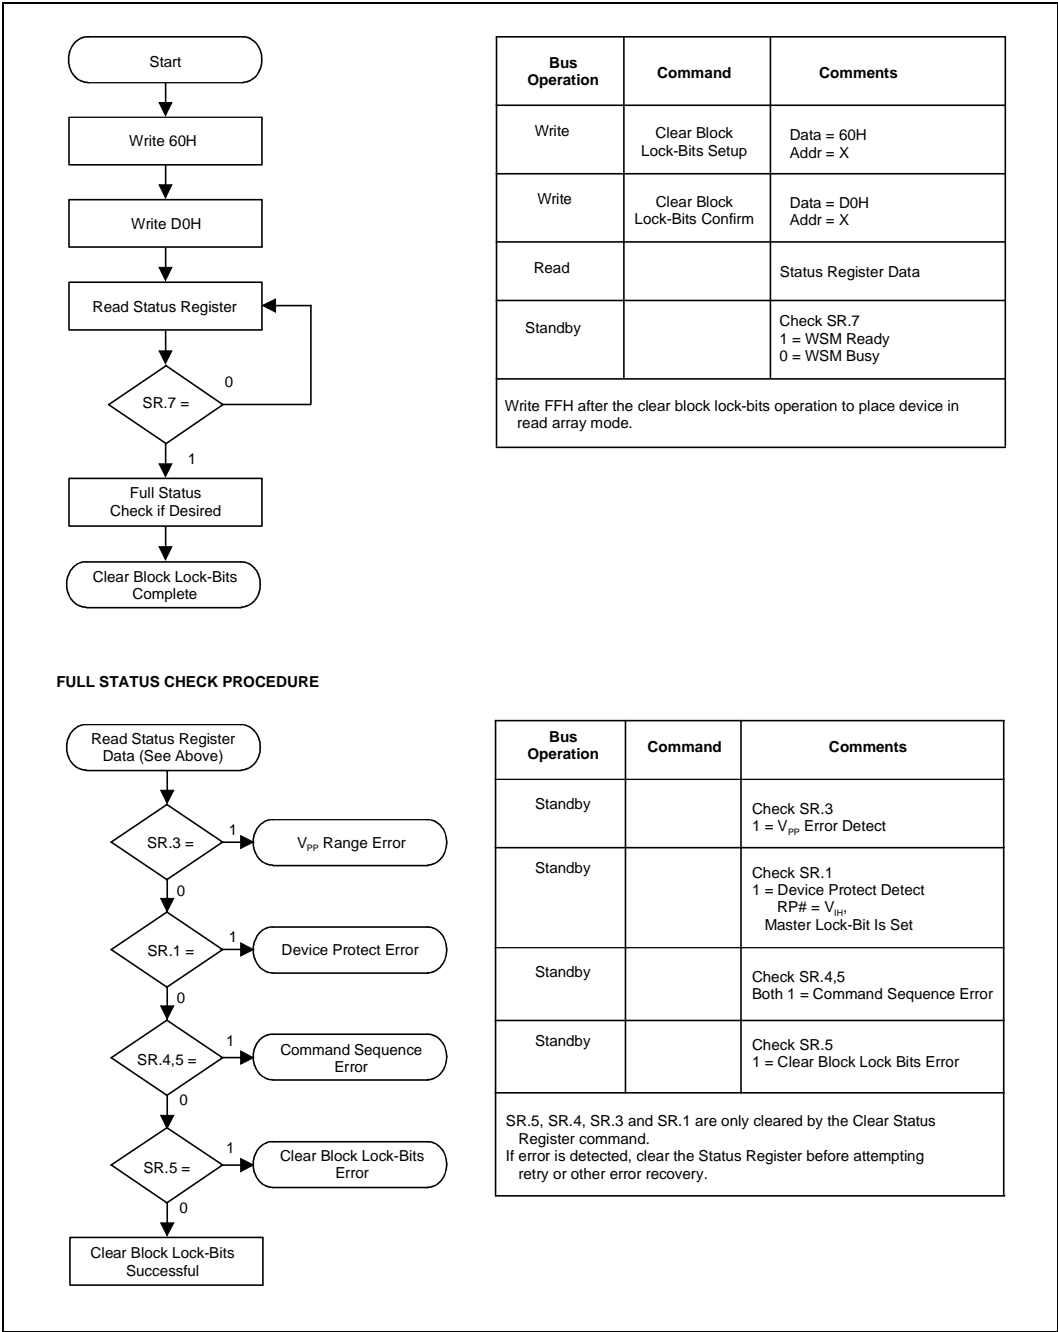 Start
Write 60H
Write D0H
Read Status Register
0
SR.7 =
1
Full Status
Check if Desired
Clear Block Lock-Bits
Complete
Bus
Operation
Command
Comments
Write
Clear Block
Lock-Bits Setup
Data = 60H
Addr = X
Write
Clear Block
Lock-Bits Confirm
Data = D0H
Addr = X
Read
Status Register Data
Standby
Check SR.7
1 = WSM Ready
0 = WSM Busy
Write FFH after the clear block lock-bits operation to place device in
read array mode.
FULL STATUS CHECK PROCEDURE
Read Status Register
Data (See Above)
SR.3 =
1
VPP Range Error
0
SR.1 =
1
Device Protect Error
0
SR.4,5 =
1
Command Sequence
Error
0
SR.5 =
1
Clear Block Lock-Bits
Error
0
Clear Block Lock-Bits
Successful
Bus
Operation
Command
Comments
Standby
Check SR.3
1 = VPP Error Detect
Standby
Check SR.1
1 = Device Protect Detect
RP# = VIH,
Master Lock-Bit Is Set
Standby
Check SR.4,5
Both 1 = Command Sequence Error
Standby
Check SR.5
1 = Clear Block Lock Bits Error
SR.5, SR.4, SR.3 and SR.1 are only cleared by the Clear Status
Register command.
If error is detected, clear the Status Register before attempting
retry or other error recovery.